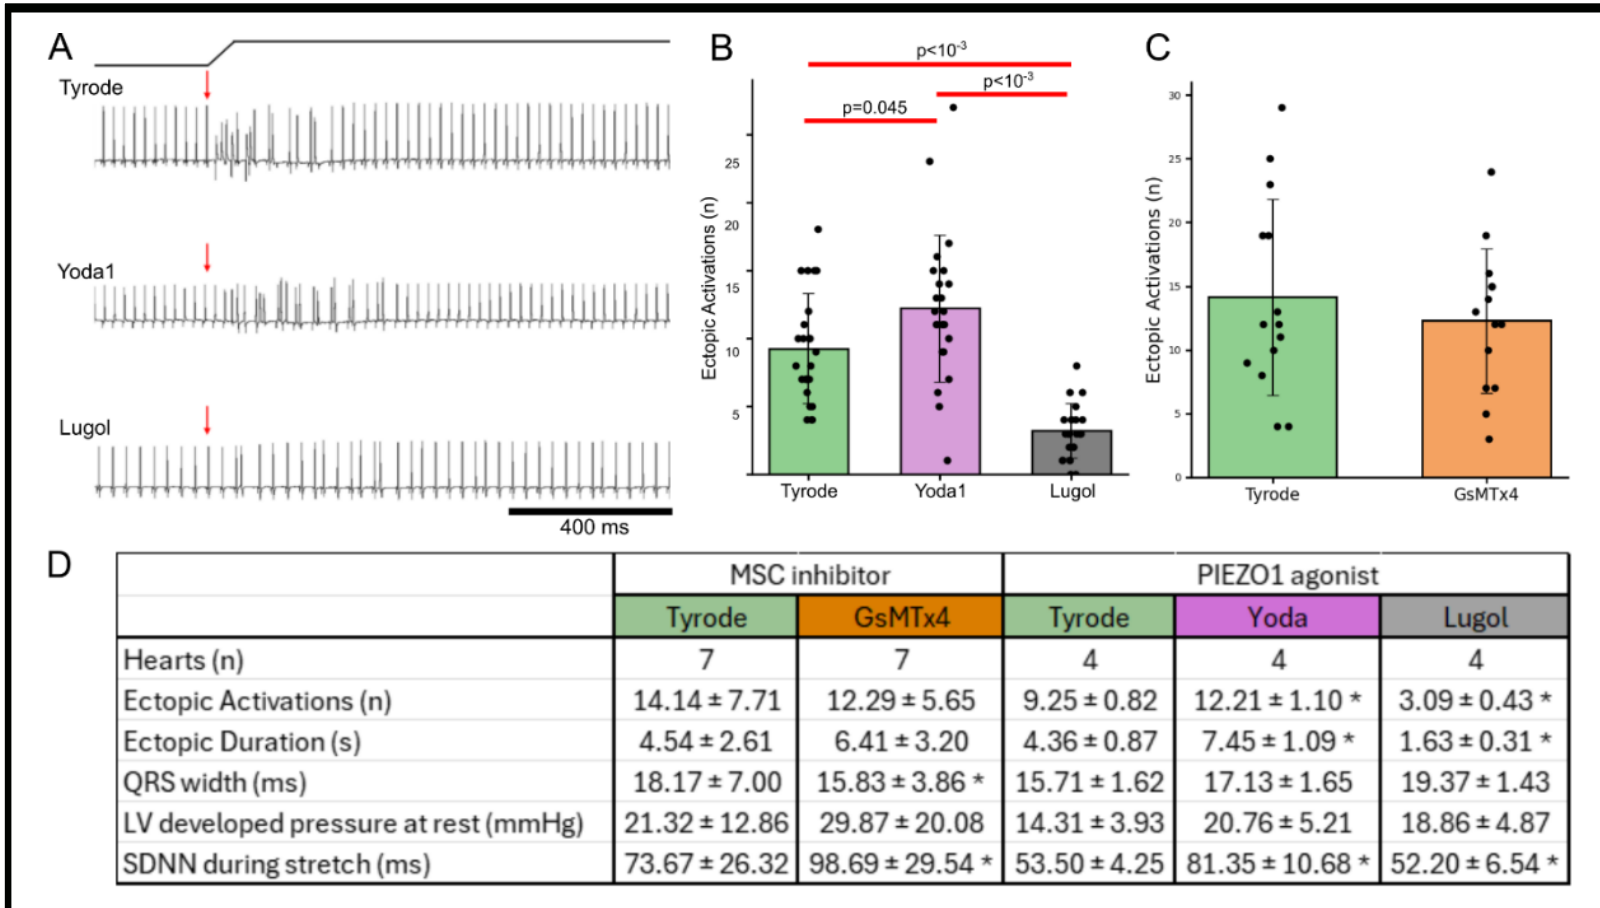 A
Tyrode
Yoda1
Lugol
400 ms
B
p<10-3
p<10-3
p=0.045
Ectopic Activations (n)
25
20
15
10
5
Tyrode Yoda1 Lugol
C
Ectopic Activations (n)
30
25
20
15
10
5
0
Tyrode GsMTx4
D
MSC inhibitor PIEZO1 agonist
Tyrode GsMTx4 Tyrode Yoda Lugol
Hearts (n) 7 7 4 4 4
Ectopic Activations (n) 14.14 ± 7.71 12.29 ± 5.65 9.25 ± 0.82 12.21 ± 1.10 * 3.09 ± 0.43 *
Ectopic Duration (s) 4.54 ± 2.61 6.41 ± 3.20 4.36 ± 0.87 7.45 ± 1.09 * 1.63 ± 0.31 *
QRS width (ms) 18.17 ± 7.00 15.83 ± 3.86 * 15.71 ± 1.62 17.13 ± 1.65 19.37 ± 1.43
LV developed pressure at rest (mmHg) 21.32 ± 12.86 29.87 ± 20.08 14.31 ± 3.93 20.76 ± 5.21 18.86 ± 4.87
SDNN during stretch (ms) 73.67 ± 26.32 98.69 ± 29.54 * 53.50 ± 4.25 81.35 ± 10.68 * 52.20 ± 6.54 *